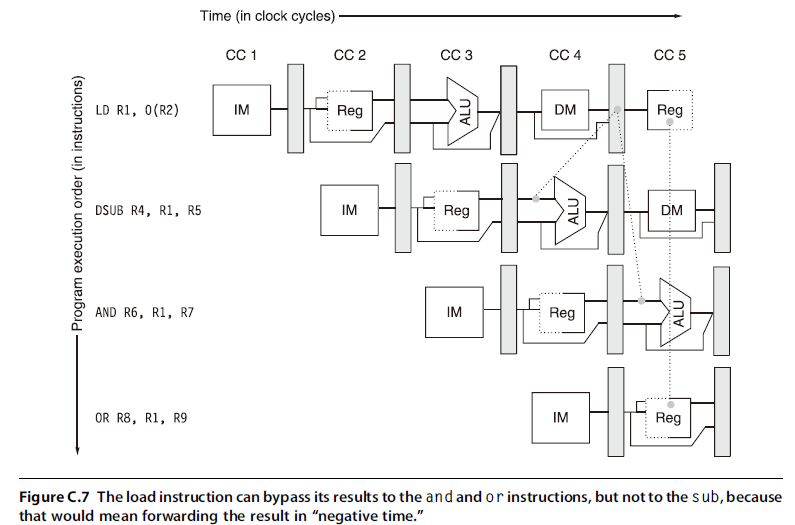 Time (in clock cycles)
CC 1 CC 2 CC 3 CC 4 CC 5
Program execution order (in instructions)
LD R1, 0(R2) IM Reg ALU DM Reg
DSUB R4, R1, R5 IM Reg ALU DM
AND R6, R1, R7 IM Reg ALU
OR R8, R1, R9 IM Reg
Figure C.7 The load instruction can bypass its results to the and and or instructions, but not to the sub, because
that would mean forwarding the result in “negative time.”